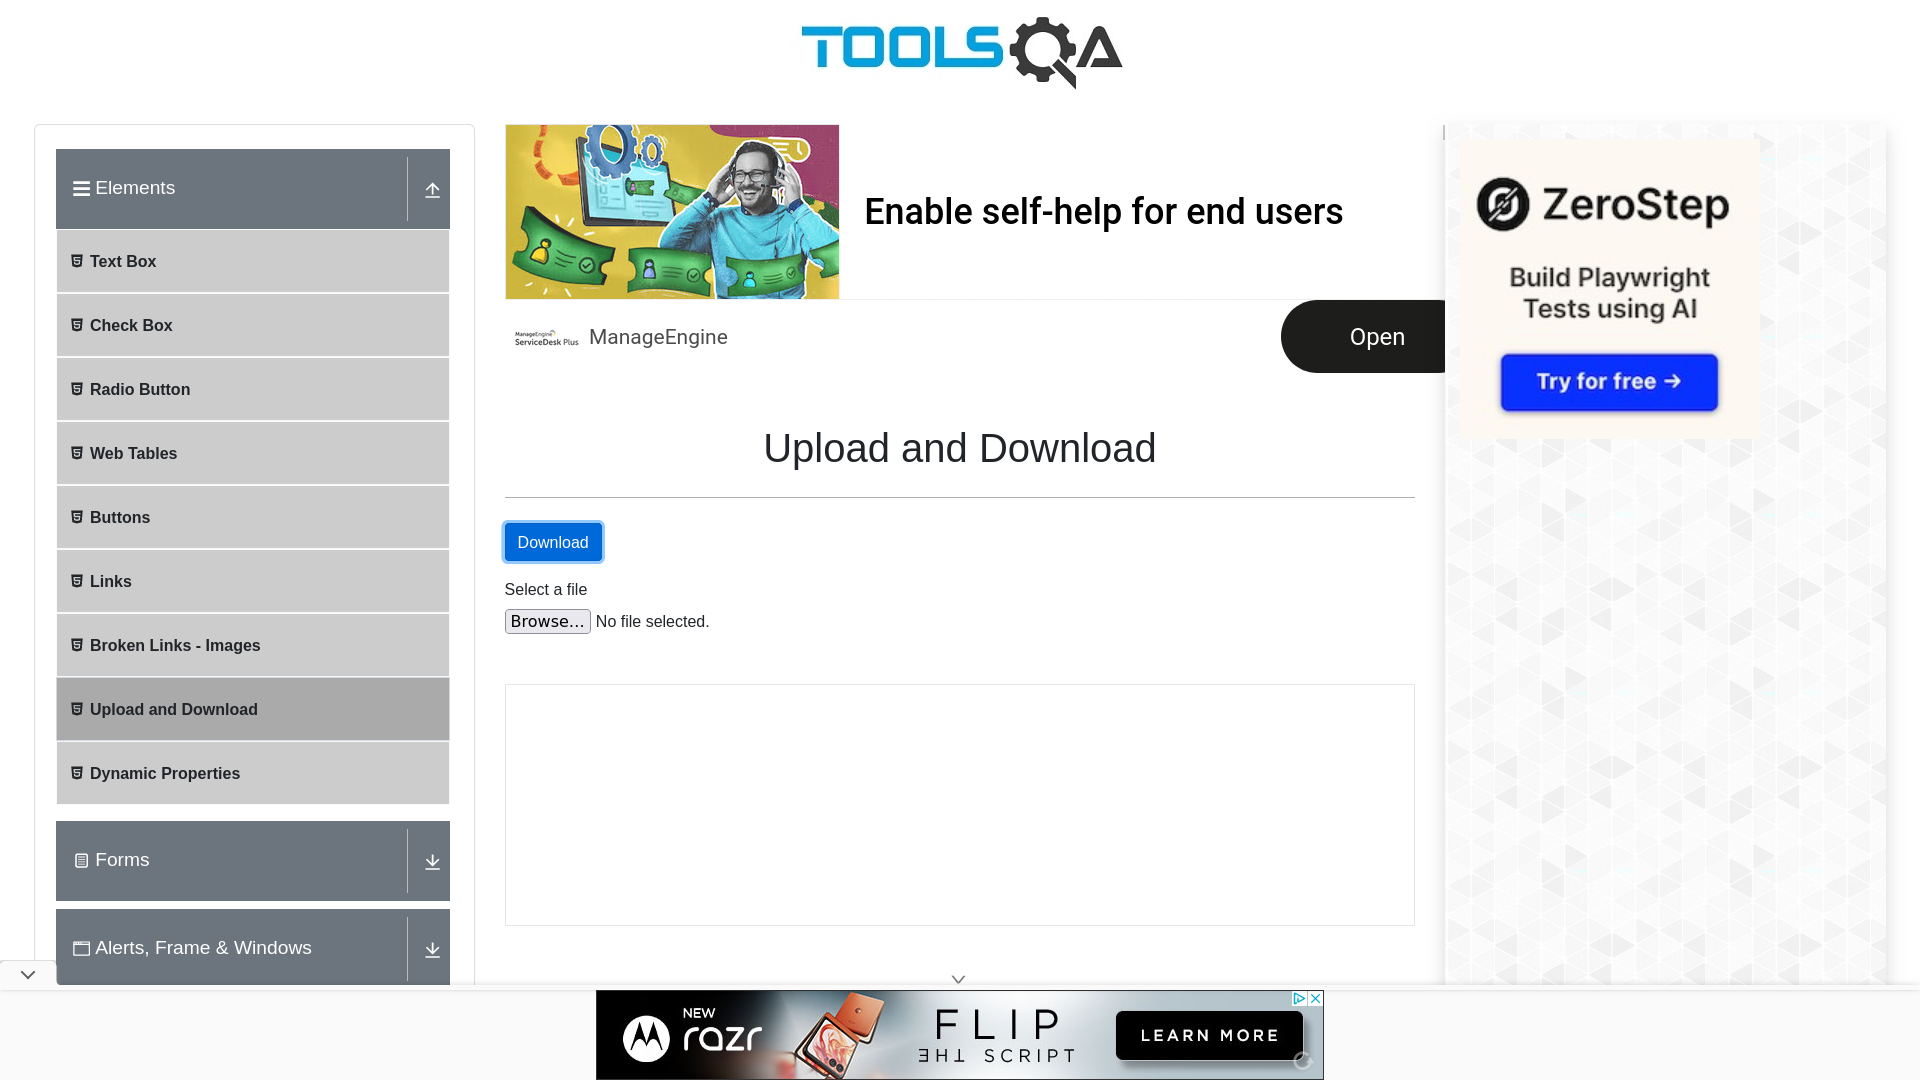 TOOLSQA
Elements
Text Box
Check Box
Radio Button
Web Tables
Buttons
Links
Broken Links - Images
Upload and Download
Dynamic Properties
Forms
Alerts, Frame & Windows
Enable self-help for end users
ManageEngine
ServiceDesk Plus
ManageEngine
Open
Upload and Download
Download
Select a file
Browse... No file selected.
ZeroStep
Build Playwright
Tests using AI
Try for free →
NEW
razr
FLIP
THE SCRIPT
LEARN MORE